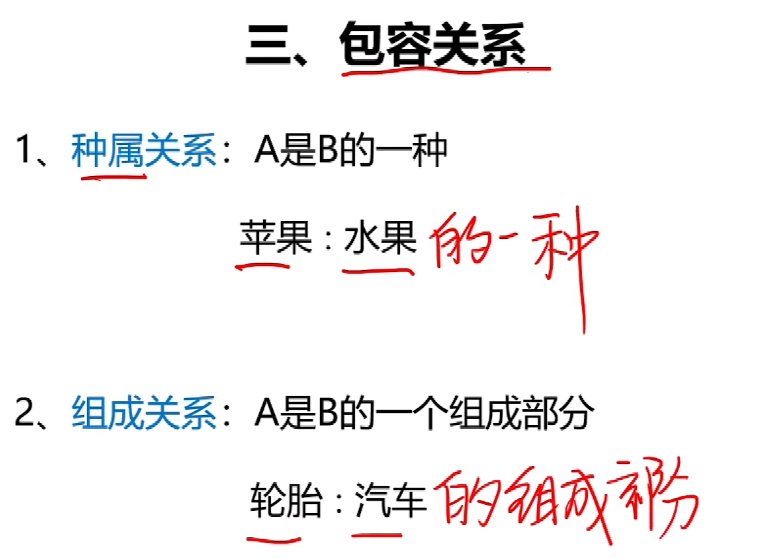 三、包容关系
1、种属关系：A是B的一种
苹果：水果 的一种
2、组成关系：A是B的一个组成部分
轮胎：汽车 的组成部分